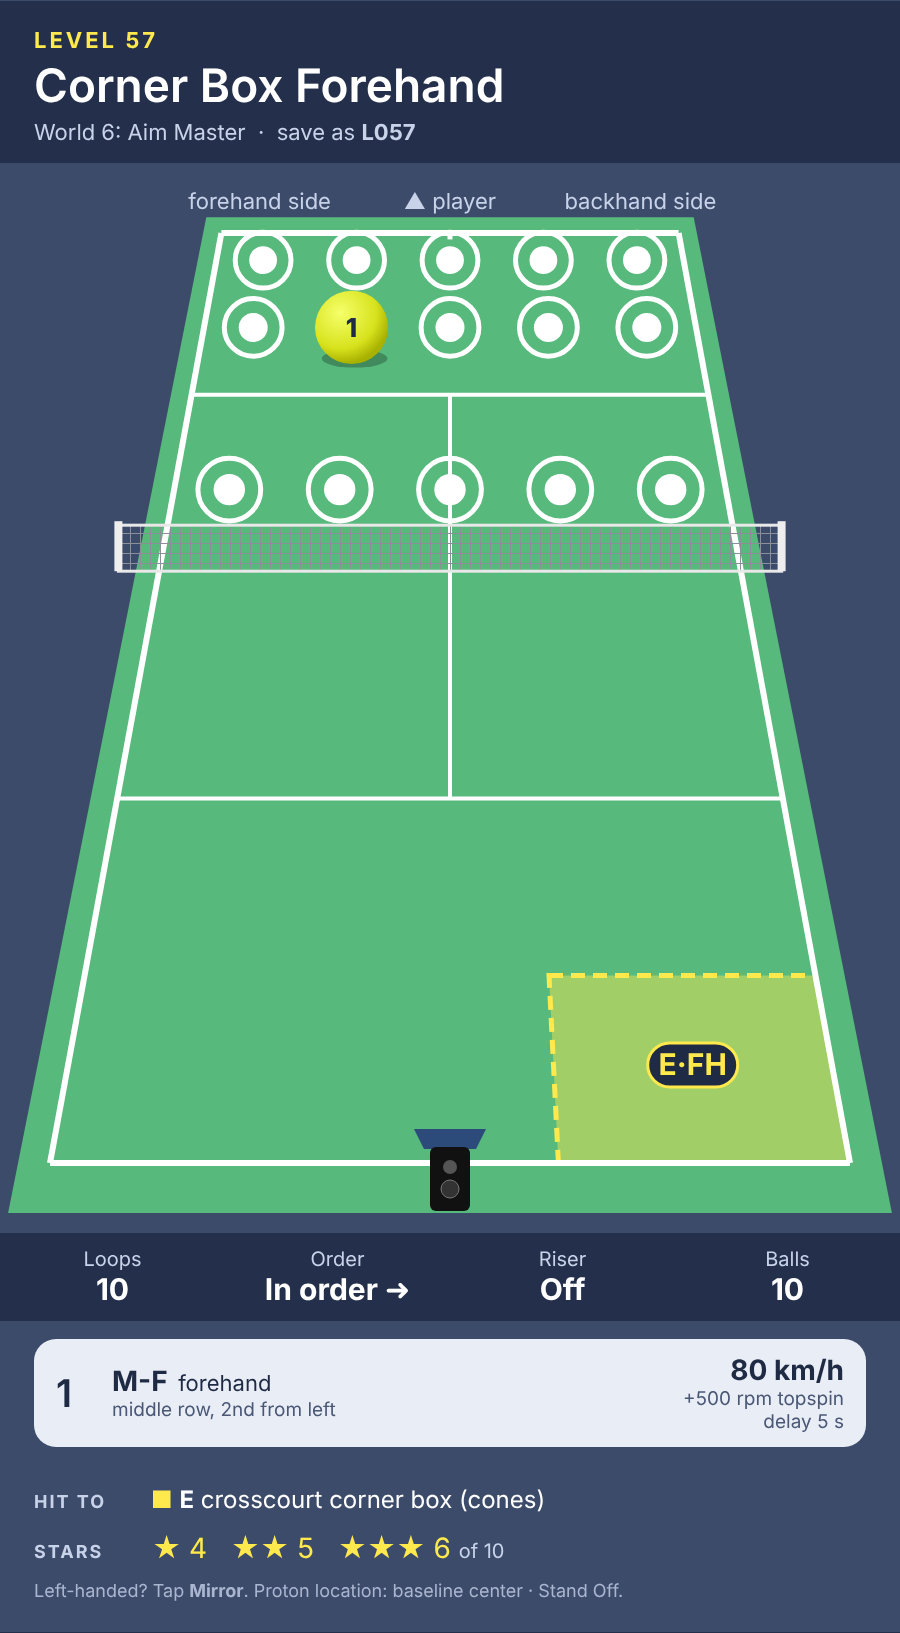 LEVEL 57
Corner Box Forehand
World 6: Aim Master · save as L057
forehand side ▲ player backhand side
1
E·FH
Loops Order Riser Balls
10 In order ➜ Off 10
1 M-F forehand 80 km/h
middle row, 2nd from left +500 rpm topspin
delay 5 s
HIT TO ■ E crosscourt corner box (cones)
STARS ★ 4 ★★ 5 ★★★ 6 of 10
Left-handed? Tap Mirror. Proton location: baseline center · Stand Off.